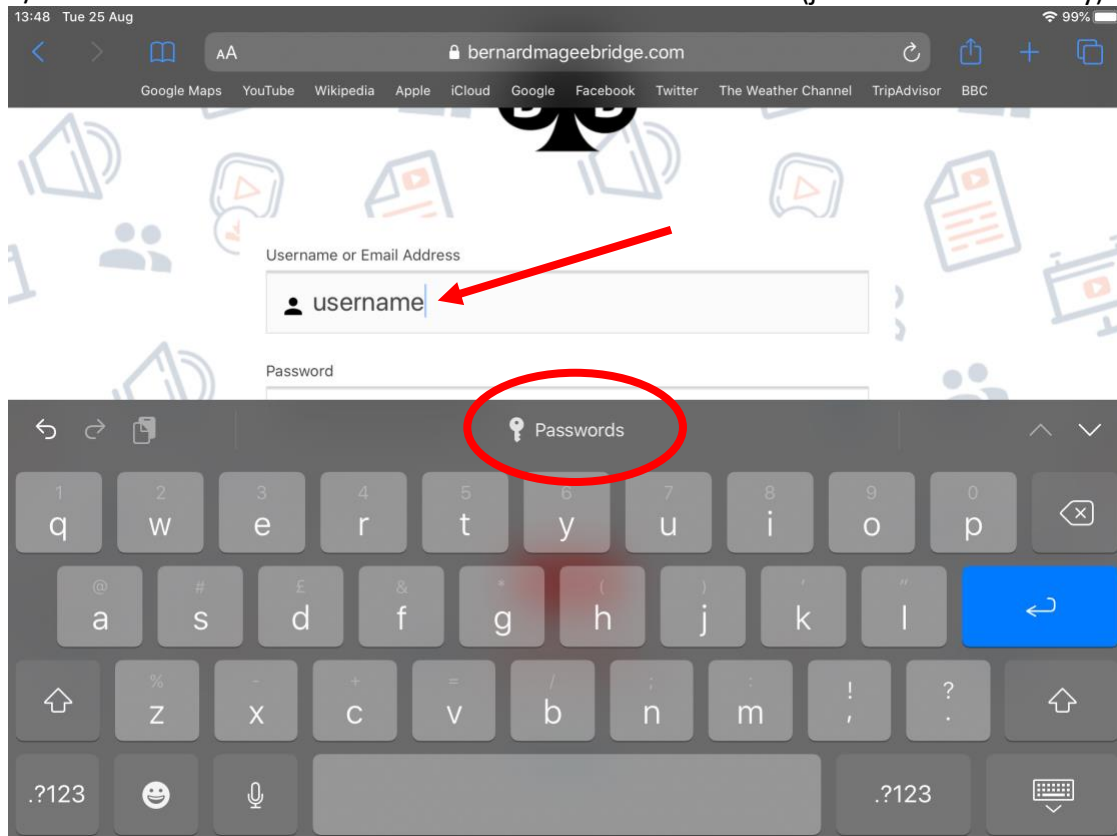 13:48 Tue 25 Aug 99%
AA bernardmageebridge.com
Google Maps YouTube Wikipedia Apple iCloud Google Facebook Twitter The Weather Channel TripAdvisor BBC
Username or Email Address
username
Password
Passwords
1 2 3 4 5 6 7 8 9 0
q w e r t y u i o p
@ # £ & * ( ) ' "
a s d f g h j k l
% - + = / ; : ! ?
z x c v b n m , .
.?123 .?123